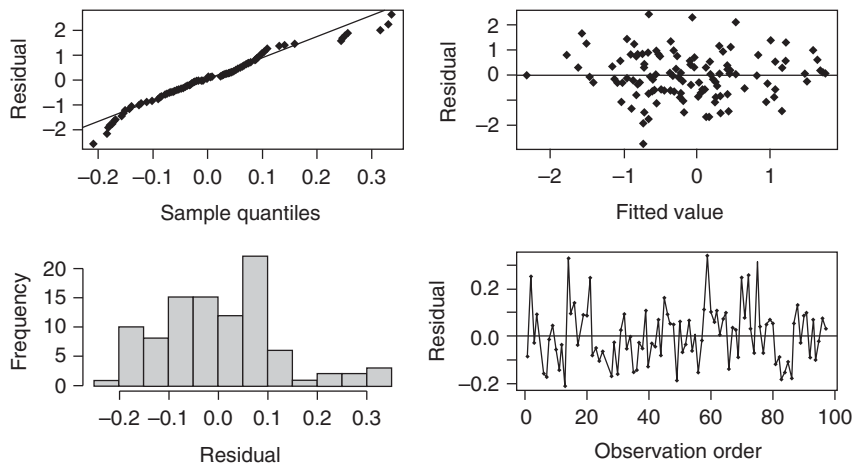 Residual
2
1
0
−1
−2
−0.2 −0.1 0.0 0.1 0.2 0.3
Sample quantiles
Residual
2
1
0
−2
−2 −1 0 1
Fitted value
Frequency
20
15
10
5
0
−0.2 −0.1 0.0 0.1 0.2 0.3
Residual
Residual
0.2
0.0
−0.2
0 20 40 60 80 100
Observation order